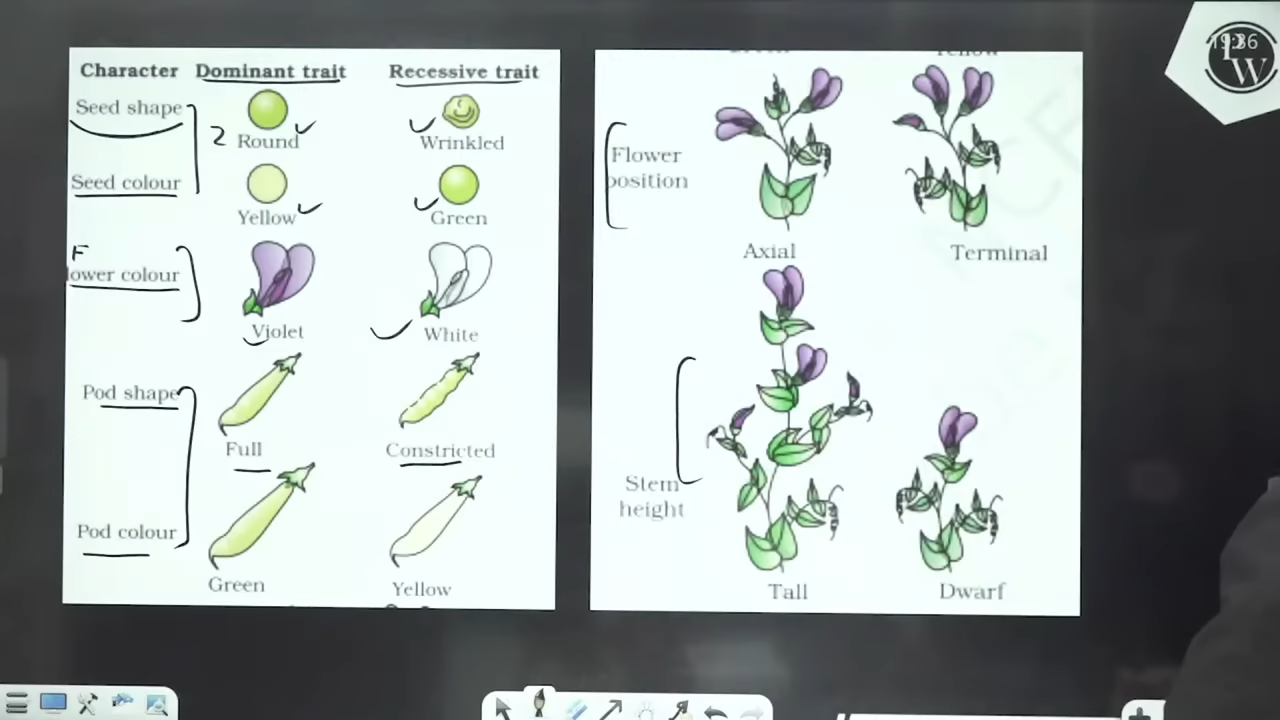 Character Dominant trait Recessive trait
Seed shape
2 Round Wrinkled
Seed colour
Yellow Green
F
lower colour
Violet White
Pod shape
Full Constricted
Pod colour
Green Yellow
Flower
position
Axial Terminal
Stem
height
Tall Dwarf
W